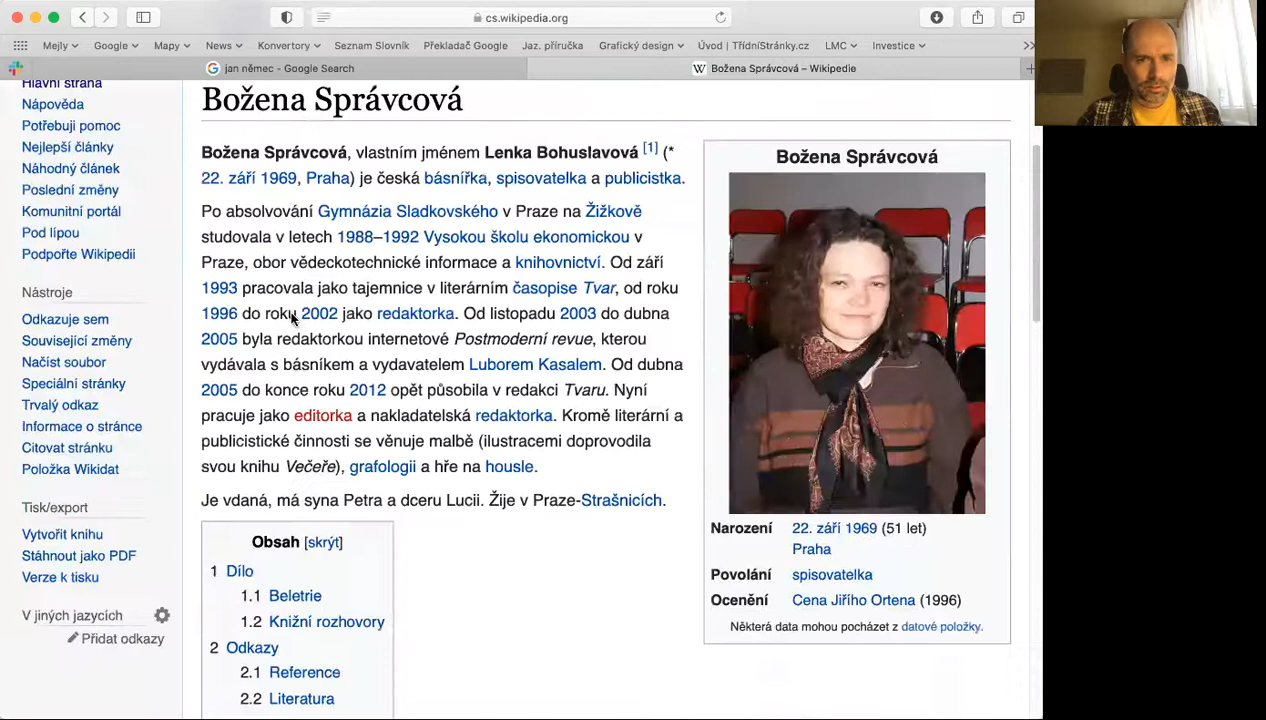 cs.wikipedia.org
Mejly Google Mapy News Konvertory Seznam Slovník Překladač Google Jaz. příručka Grafický design Úvod | TřídníStránky.cz LMC Investice
jan němec - Google Search
Božena Správcová – Wikipedie
Hlavní strana
Nápověda
Potřebuji pomoc
Nejlepší články
Náhodný článek
Poslední změny
Komunitní portál
Pod lípou
Podpořte Wikipedii
Nástroje
Odkazuje sem
Související změny
Načíst soubor
Speciální stránky
Trvalý odkaz
Informace o stránce
Citovat stránku
Položka Wikidat
Tisk/export
Vytvořit knihu
Stáhnout jako PDF
Verze k tisku
V jiných jazycích
Přidat odkazy
Božena Správcová
Božena Správcová, vlastním jménem Lenka Bohuslavová [1] (*
22. září 1969, Praha) je česká básnířka, spisovatelka a publicistka.
Po absolvování Gymnázia Sladkovského v Praze na Žižkově
studovala v letech 1988–1992 Vysokou školu ekonomickou v
Praze, obor vědeckotechnické informace a knihovnictví. Od září
1993 pracovala jako tajemnice v literárním časopise Tvar, od roku
1996 do roku 2002 jako redaktorka. Od listopadu 2003 do dubna
2005 byla redaktorkou internetové Postmoderní revue, kterou
vydávala s básníkem a vydavatelem Luborem Kasalem. Od dubna
2005 do konce roku 2012 opět působila v redakci Tvaru. Nyní
pracuje jako editorka a nakladatelská redaktorka. Kromě literární a
publicistické činnosti se věnuje malbě (ilustracemi doprovodila
svou knihu Večeře), grafologii a hře na housle.
Je vdaná, má syna Petra a dceru Lucii. Žije v Praze-Strašnicích.
Obsah [skrýt]
1 Dílo
1.1 Beletrie
1.2 Knižní rozhovory
2 Odkazy
2.1 Reference
2.2 Literatura
Božena Správcová
Narození 22. září 1969 (51 let)
Praha
Povolání spisovatelka
Ocenění Cena Jiřího Ortena (1996)
Některá data mohou pocházet z datové položky.